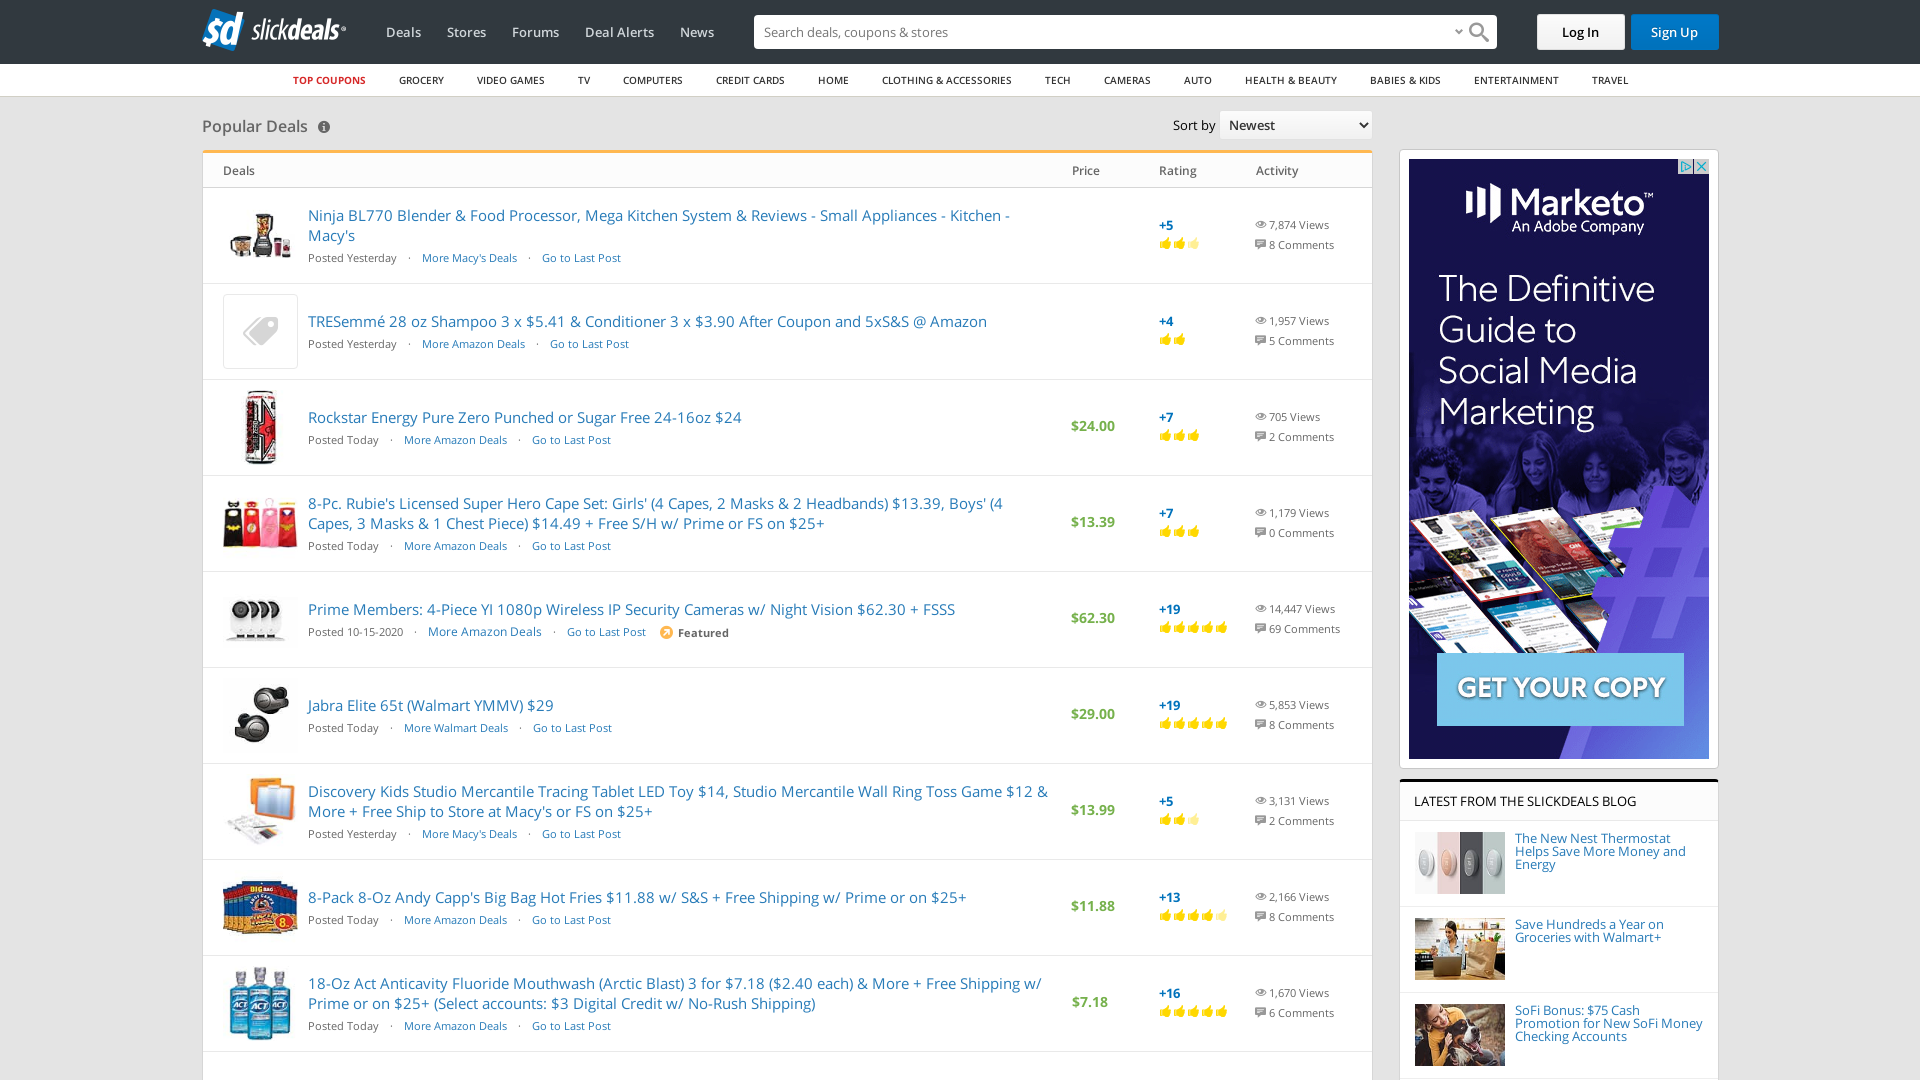 sd slickdeals
Deals
Stores
Forums
Deal Alerts
News
Search deals, coupons & stores
Log In
Sign Up
TOP COUPONS
GROCERY
VIDEO GAMES
TV
COMPUTERS
CREDIT CARDS
HOME
CLOTHING & ACCESSORIES
TECH
CAMERAS
AUTO
HEALTH & BEAUTY
BABIES & KIDS
ENTERTAINMENT
TRAVEL
Popular Deals
Sort by Newest
Deals Price Rating Activity
Ninja BL770 Blender & Food Processor, Mega Kitchen System & Reviews - Small Appliances - Kitchen -
Macy's
Posted Yesterday · More Macy's Deals · Go to Last Post
+5
7,874 Views
8 Comments
TRESemmé 28 oz Shampoo 3 x $5.41 & Conditioner 3 x $3.90 After Coupon and 5xS&S @ Amazon
Posted Yesterday · More Amazon Deals · Go to Last Post
+4
1,957 Views
5 Comments
Rockstar Energy Pure Zero Punched or Sugar Free 24-16oz $24
Posted Today · More Amazon Deals · Go to Last Post
$24.00
+7
705 Views
2 Comments
8-Pc. Rubie's Licensed Super Hero Cape Set: Girls' (4 Capes, 2 Masks & 2 Headbands) $13.39, Boys' (4
Capes, 3 Masks & 1 Chest Piece) $14.49 + Free S/H w/ Prime or FS on $25+
Posted Today · More Amazon Deals · Go to Last Post
$13.39
+7
1,179 Views
0 Comments
Prime Members: 4-Piece YI 1080p Wireless IP Security Cameras w/ Night Vision $62.30 + FSSS
Posted 10-15-2020 · More Amazon Deals · Go to Last Post Featured
$62.30
+19
14,447 Views
69 Comments
Jabra Elite 65t (Walmart YMMV) $29
Posted Today · More Walmart Deals · Go to Last Post
$29.00
+19
5,853 Views
8 Comments
Discovery Kids Studio Mercantile Tracing Tablet LED Toy $14, Studio Mercantile Wall Ring Toss Game $12 &
More + Free Ship to Store at Macy's or FS on $25+
Posted Yesterday · More Macy's Deals · Go to Last Post
$13.99
+5
3,131 Views
2 Comments
8-Pack 8-Oz Andy Capp's Big Bag Hot Fries $11.88 w/ S&S + Free Shipping w/ Prime or on $25+
Posted Today · More Amazon Deals · Go to Last Post
$11.88
+13
2,166 Views
8 Comments
18-Oz Act Anticavity Fluoride Mouthwash (Arctic Blast) 3 for $7.18 ($2.40 each) & More + Free Shipping w/
Prime or on $25+ (Select accounts: $3 Digital Credit w/ No-Rush Shipping)
Posted Today · More Amazon Deals · Go to Last Post
$7.18
+16
1,670 Views
6 Comments
Marketo™
An Adobe Company
The Definitive
Guide to
Social Media
Marketing
GET YOUR COPY
LATEST FROM THE SLICKDEALS BLOG
The New Nest Thermostat
Helps Save More Money and
Energy
Save Hundreds a Year on
Groceries with Walmart+
SoFi Bonus: $75 Cash
Promotion for New SoFi Money
Checking Accounts